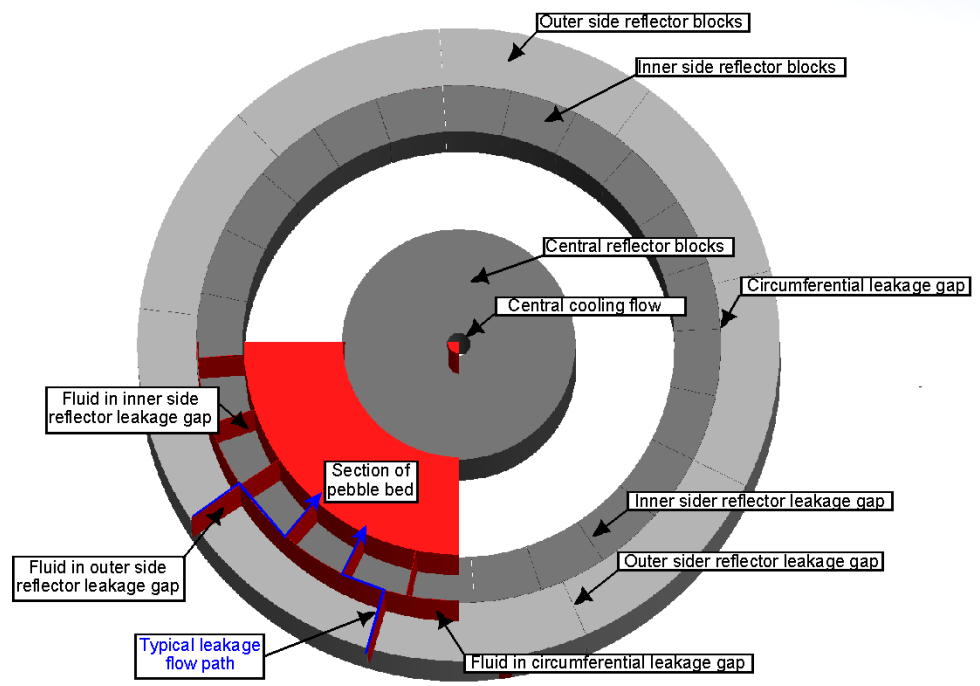 Outer side reflector blocks
Inner side reflector blocks
Central reflector blocks
Circumferential leakage gap
Central cooling flow
Fluid in inner side
reflector leakage gap
Section of
pebble bed
Inner sider reflector leakage gap
Fluid in outer side
reflector leakage gap
Outer sider reflector leakage gap
Typical leakage
flow path
Fluid in circumferential leakage gap